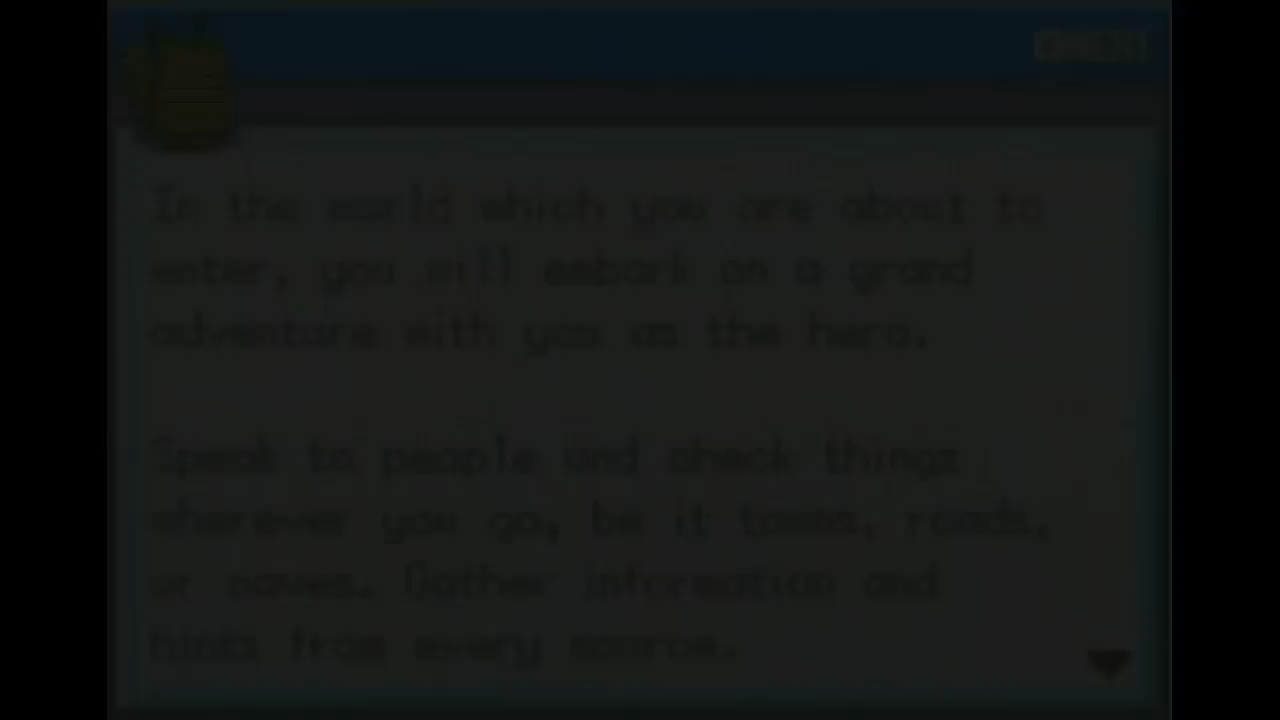 In the world which you are about to
enter, you will embark on a grand
adventure with you as the hero.
Speak to people and check things
wherever you go, be it towns, roads,
or caves. Gather information and
hints from every source.